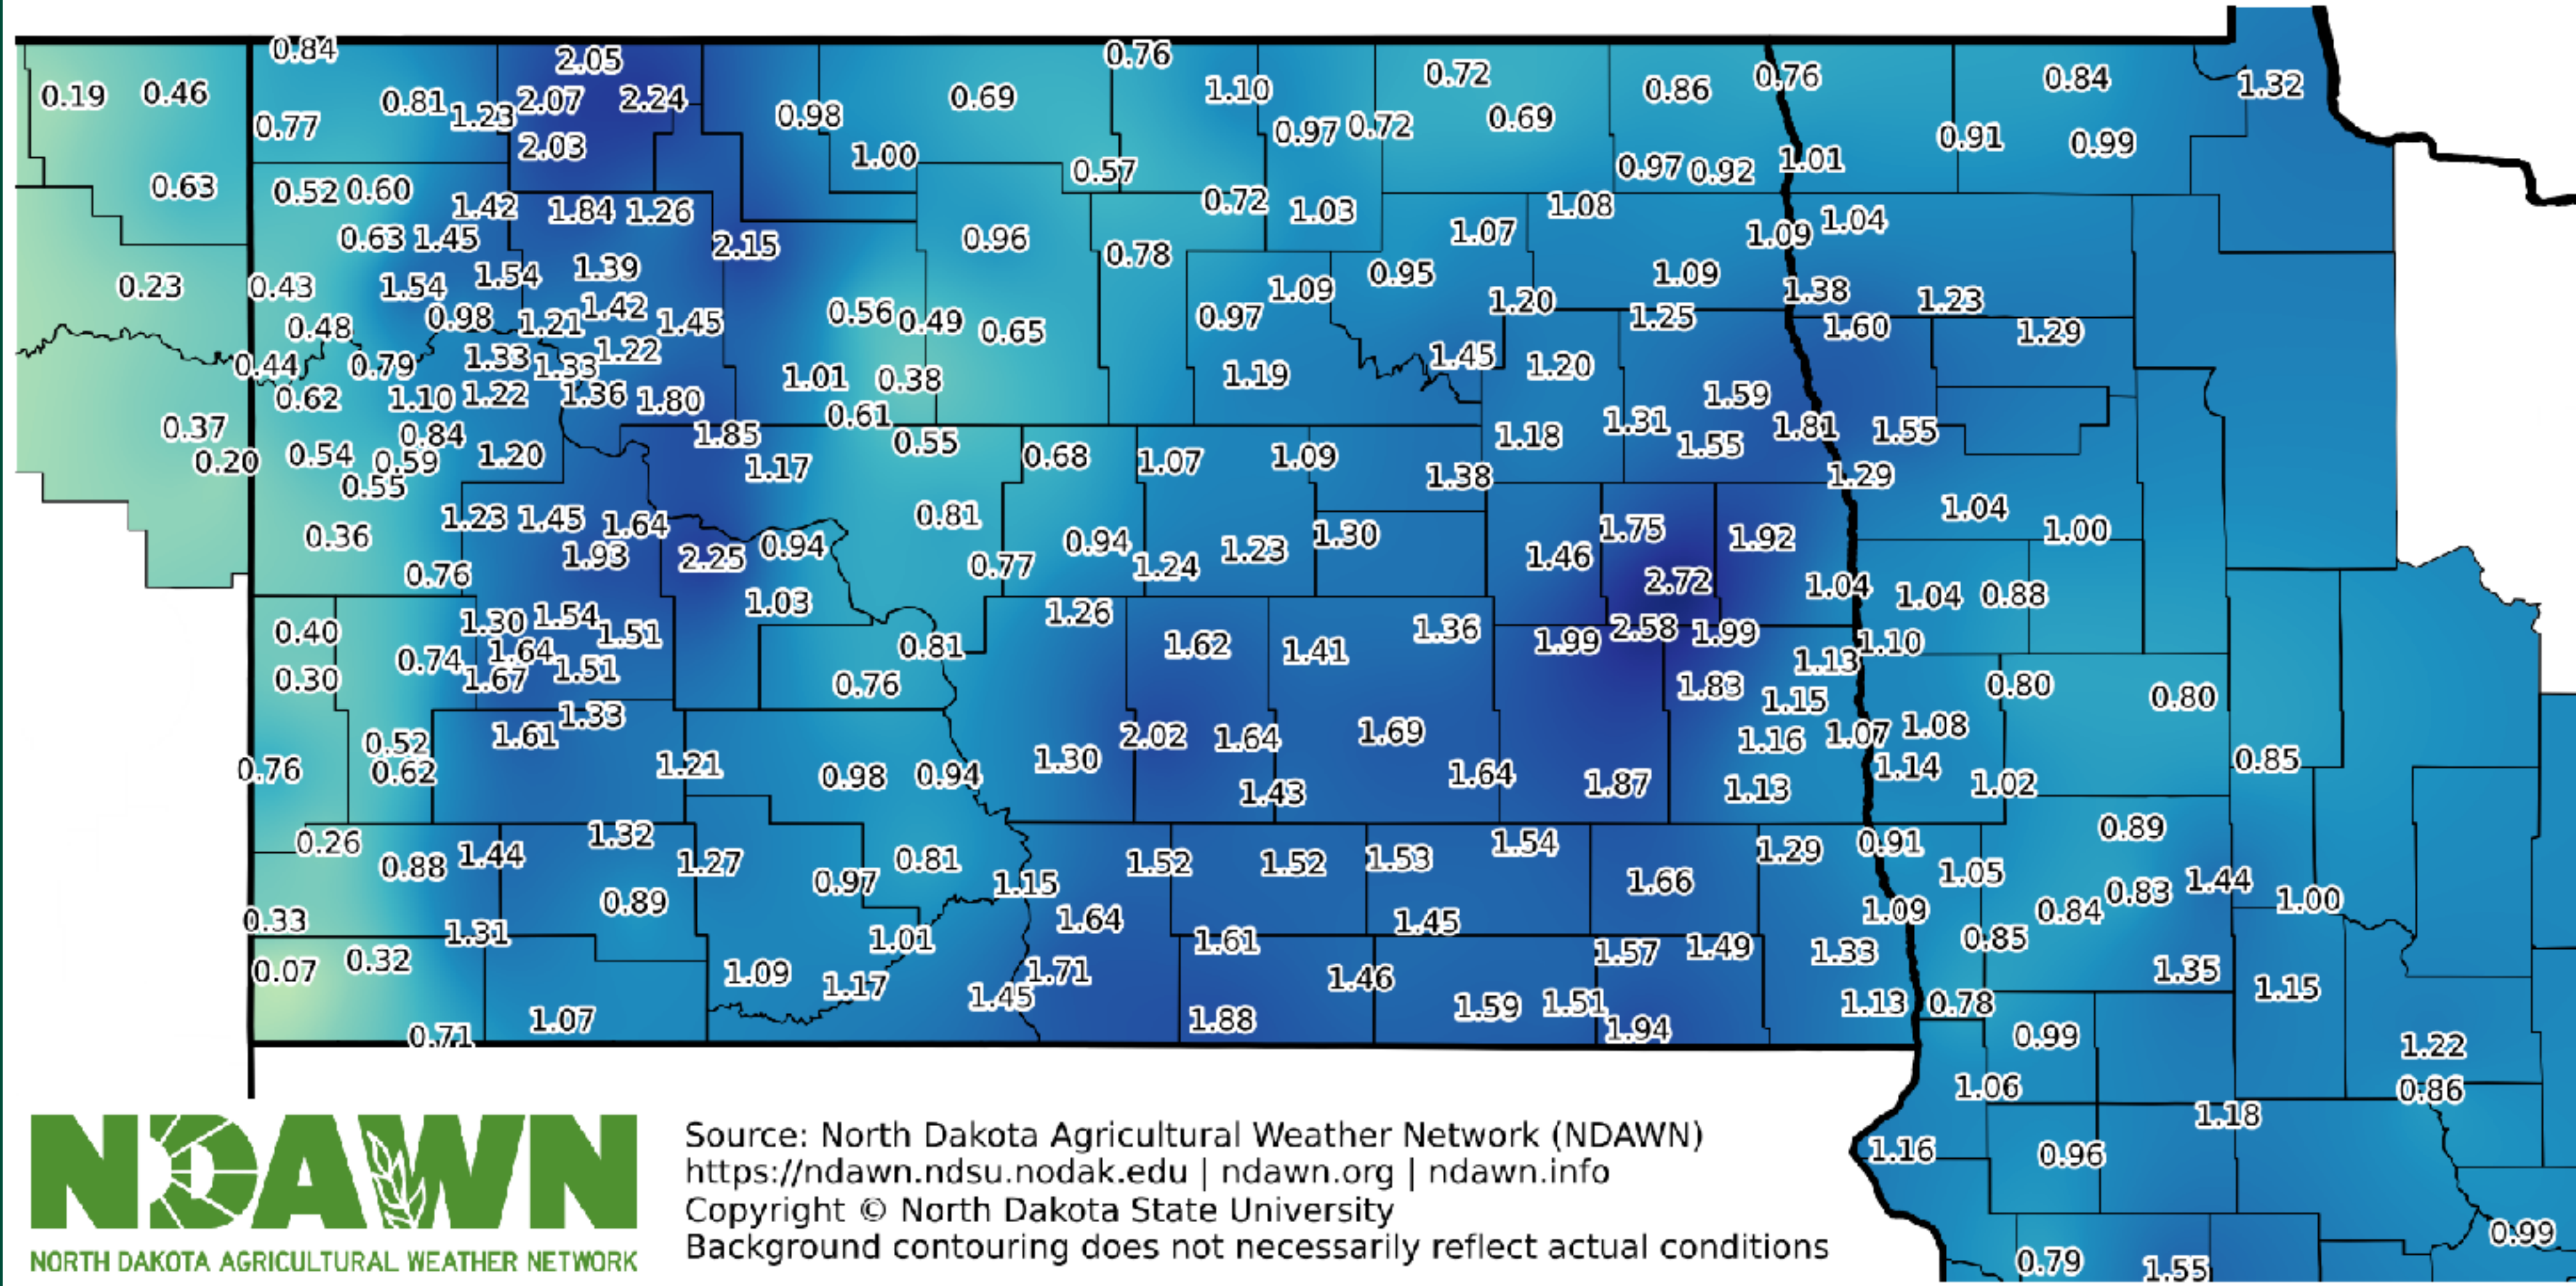 0.84 2.05 0.76
0.19 0.46 0.81 1.23 2.07 2.24 0.98 0.69 1.10 0.72 0.86 0.76 0.84 1.32
0.77 2.03 1.00 0.97 0.72 0.69 0.91 0.99
0.63 0.52 0.60 1.42 1.84 1.26 0.57 0.72 1.03 1.08 0.97 0.92 1.01
0.63 1.45 2.15 0.96 0.78 1.07 1.09 1.04
0.23 0.43 1.54 1.54 1.39 1.09 0.95 1.09 1.38 1.23
0.48 0.98 1.21 1.42 1.45 0.56 0.49 0.65 0.97 1.20 1.25 1.60 1.29
0.44 0.79 1.33 1.33 1.22 1.01 0.38 1.19 1.45 1.20
0.62 1.10 1.22 1.36 1.80 0.61 1.59
0.37 0.84 1.85 0.55 1.18 1.31 1.55 1.81 1.55
0.20 0.54 0.59 1.20 1.17 0.68 1.07 1.09 1.38 1.29
0.55
0.36 1.23 1.45 1.64 0.81 1.04 1.00
1.93 2.25 0.94 0.77 0.94 1.24 1.23 1.30 1.46 1.75 1.92
0.76 1.03 2.72 1.04 1.04 0.88
0.40 1.30 1.54 1.51 0.81 1.26 1.62 1.41 1.36 1.99 2.58 1.99 1.10
0.30 0.74 1.64 1.67 1.51 0.76 1.83 1.13 1.15 0.80 0.80
0.52 1.61 1.33 2.02 1.64 1.69 1.16 1.07 1.08
0.76 0.62 1.21 0.98 0.94 1.30 1.43 1.64 1.87 1.13 1.14 1.02 0.85
0.26 0.88 1.44 1.32 1.27 0.81 1.52 1.52 1.53 1.54 1.29 0.91 0.89
0.89 0.97 1.15 1.66 1.05 0.84 0.83 1.44 1.00
0.33 1.31 1.01 1.64 1.61 1.45 1.09 0.85
0.07 0.32 1.09 1.17 1.45 1.71 1.46 1.57 1.49 1.33 1.35 1.15
0.71 1.07 1.88 1.59 1.51 1.94 1.13 0.78 0.99 1.22
1.06 0.86
1.16 0.96 1.18
0.99
0.79 1.55
NDAWN
NORTH DAKOTA AGRICULTURAL WEATHER NETWORK
Source: North Dakota Agricultural Weather Network (NDAWN)
https://ndawn.ndsu.nodak.edu | ndawn.org | ndawn.info
Copyright © North Dakota State University
Background contouring does not necessarily reflect actual conditions